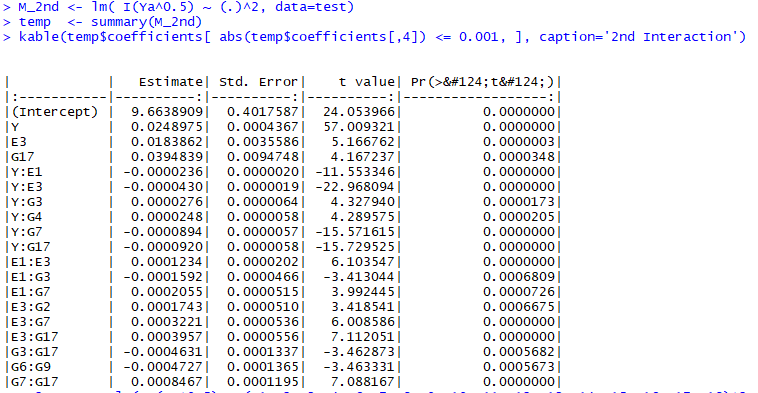 > M_2nd <- lm( I(Ya^0.5) ~ (.)^2, data=test)
> temp <- summary(M_2nd)
> kable(temp$coefficients[ abs(temp$coefficients[,4]) <= 0.001, ], caption='2nd Interaction')
| | Estimate| Std. Error| t value| Pr(>&#124;t&#124;)|
|:-----------|----------:|----------:|----------:|------------------:|
|(Intercept) | 9.6638909| 0.4017587| 24.053966| 0.0000000|
|Y | 0.0248975| 0.0004367| 57.009321| 0.0000000|
|E3 | 0.0183862| 0.0035586| 5.166762| 0.0000003|
|G17 | 0.0394839| 0.0094748| 4.167237| 0.0000348|
|Y:E1 | -0.0000236| 0.0000020| -11.553346| 0.0000000|
|Y:E3 | -0.0000430| 0.0000019| -22.968094| 0.0000000|
|Y:G3 | 0.0000276| 0.0000064| 4.327940| 0.0000173|
|Y:G4 | 0.0000248| 0.0000058| 4.289575| 0.0000205|
|Y:G7 | -0.0000894| 0.0000057| -15.571615| 0.0000000|
|Y:G17 | -0.0000920| 0.0000058| -15.729525| 0.0000000|
|E1:E3 | 0.0001234| 0.0000202| 6.103547| 0.0000000|
|E1:G3 | -0.0001592| 0.0000466| -3.413044| 0.0006809|
|E1:G7 | 0.0002055| 0.0000515| 3.992445| 0.0000726|
|E3:G2 | 0.0001743| 0.0000510| 3.418541| 0.0006675|
|E3:G7 | 0.0003221| 0.0000536| 6.008586| 0.0000000|
|E3:G17 | 0.0003957| 0.0000556| 7.112051| 0.0000000|
|G3:G17 | -0.0004631| 0.0001337| -3.462873| 0.0005682|
|G6:G9 | -0.0004727| 0.0001365| -3.463331| 0.0005673|
|G7:G17 | 0.0008467| 0.0001195| 7.088167| 0.0000000|